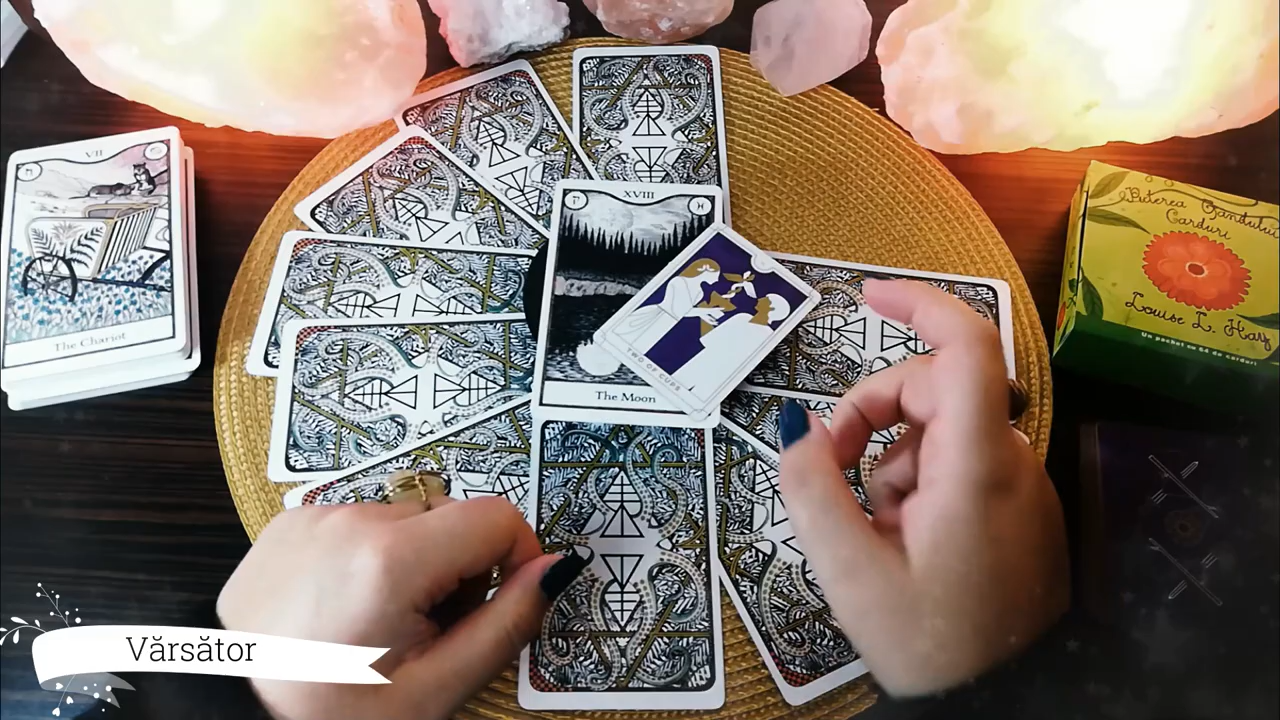 VII
The Chariot
XVIII
The Moon
TWO OF CUPS
Puterea Gândului
Carduri
Louise L. Hay
Un pachet cu 64 de carduri
Vărsător